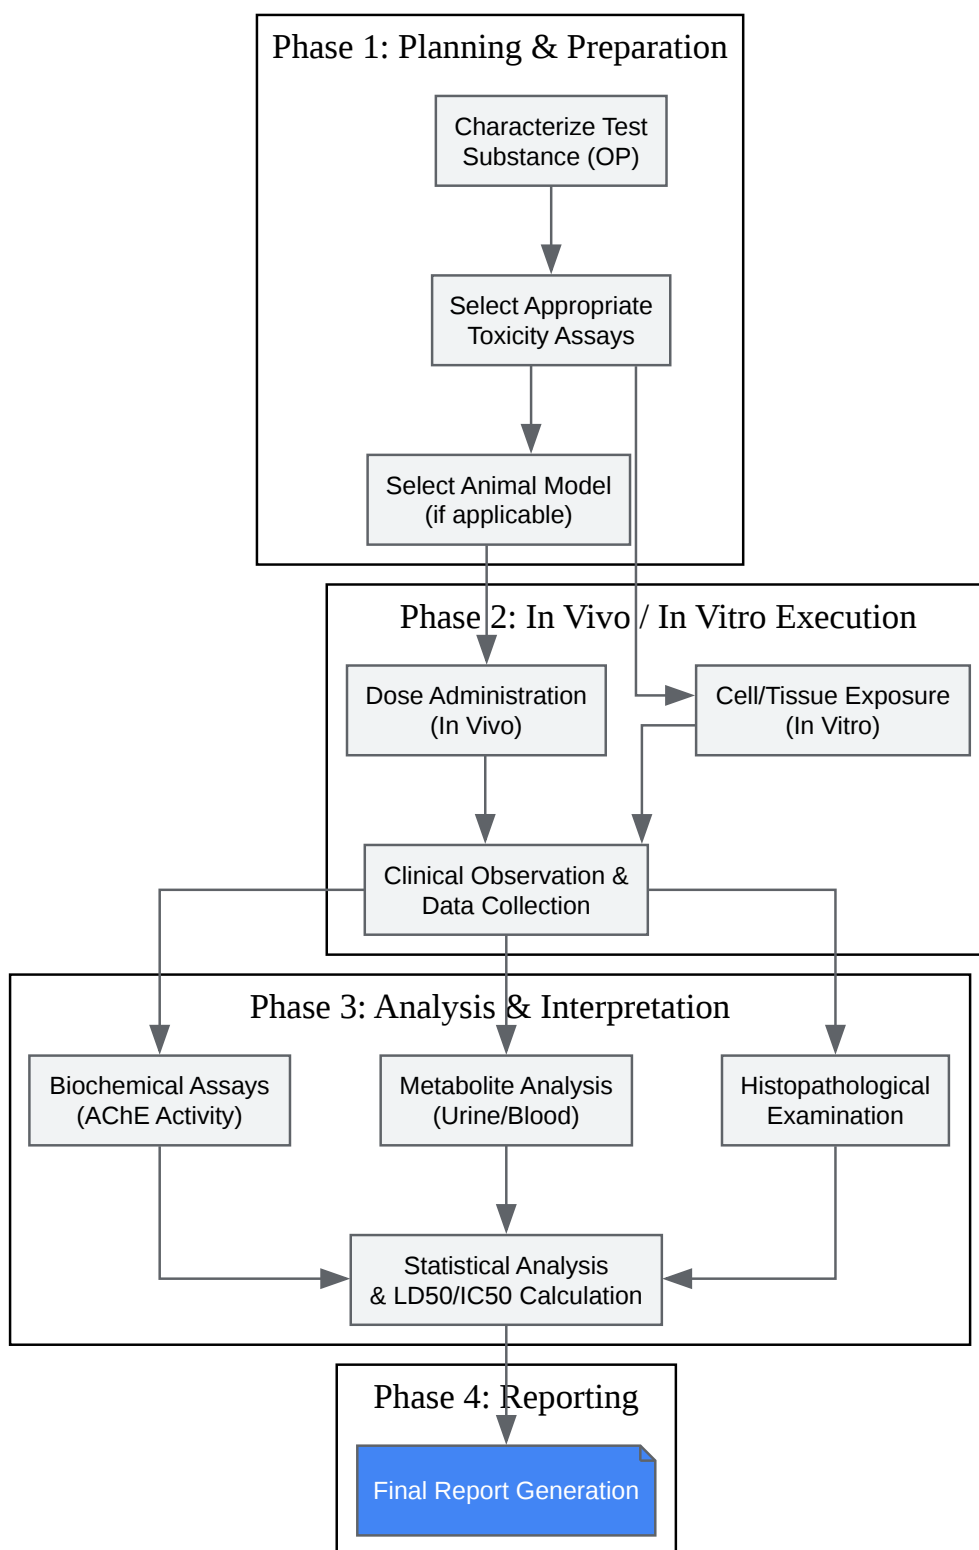 Phase 1: Planning & Preparation
Characterize Test
Substance (OP)
Select Appropriate
Toxicity Assays
Select Animal Model
(if applicable)
Phase 2: In Vivo / In Vitro Execution
Dose Administration
(In Vivo)
Cell/Tissue Exposure
(In Vitro)
Clinical Observation &
Data Collection
Phase 3: Analysis & Interpretation
Biochemical Assays
(AChE Activity)
Metabolite Analysis
(Urine/Blood)
Histopathological
Examination
Statistical Analysis
& LD50/IC50 Calculation
Phase 4: Reporting
Final Report Generation